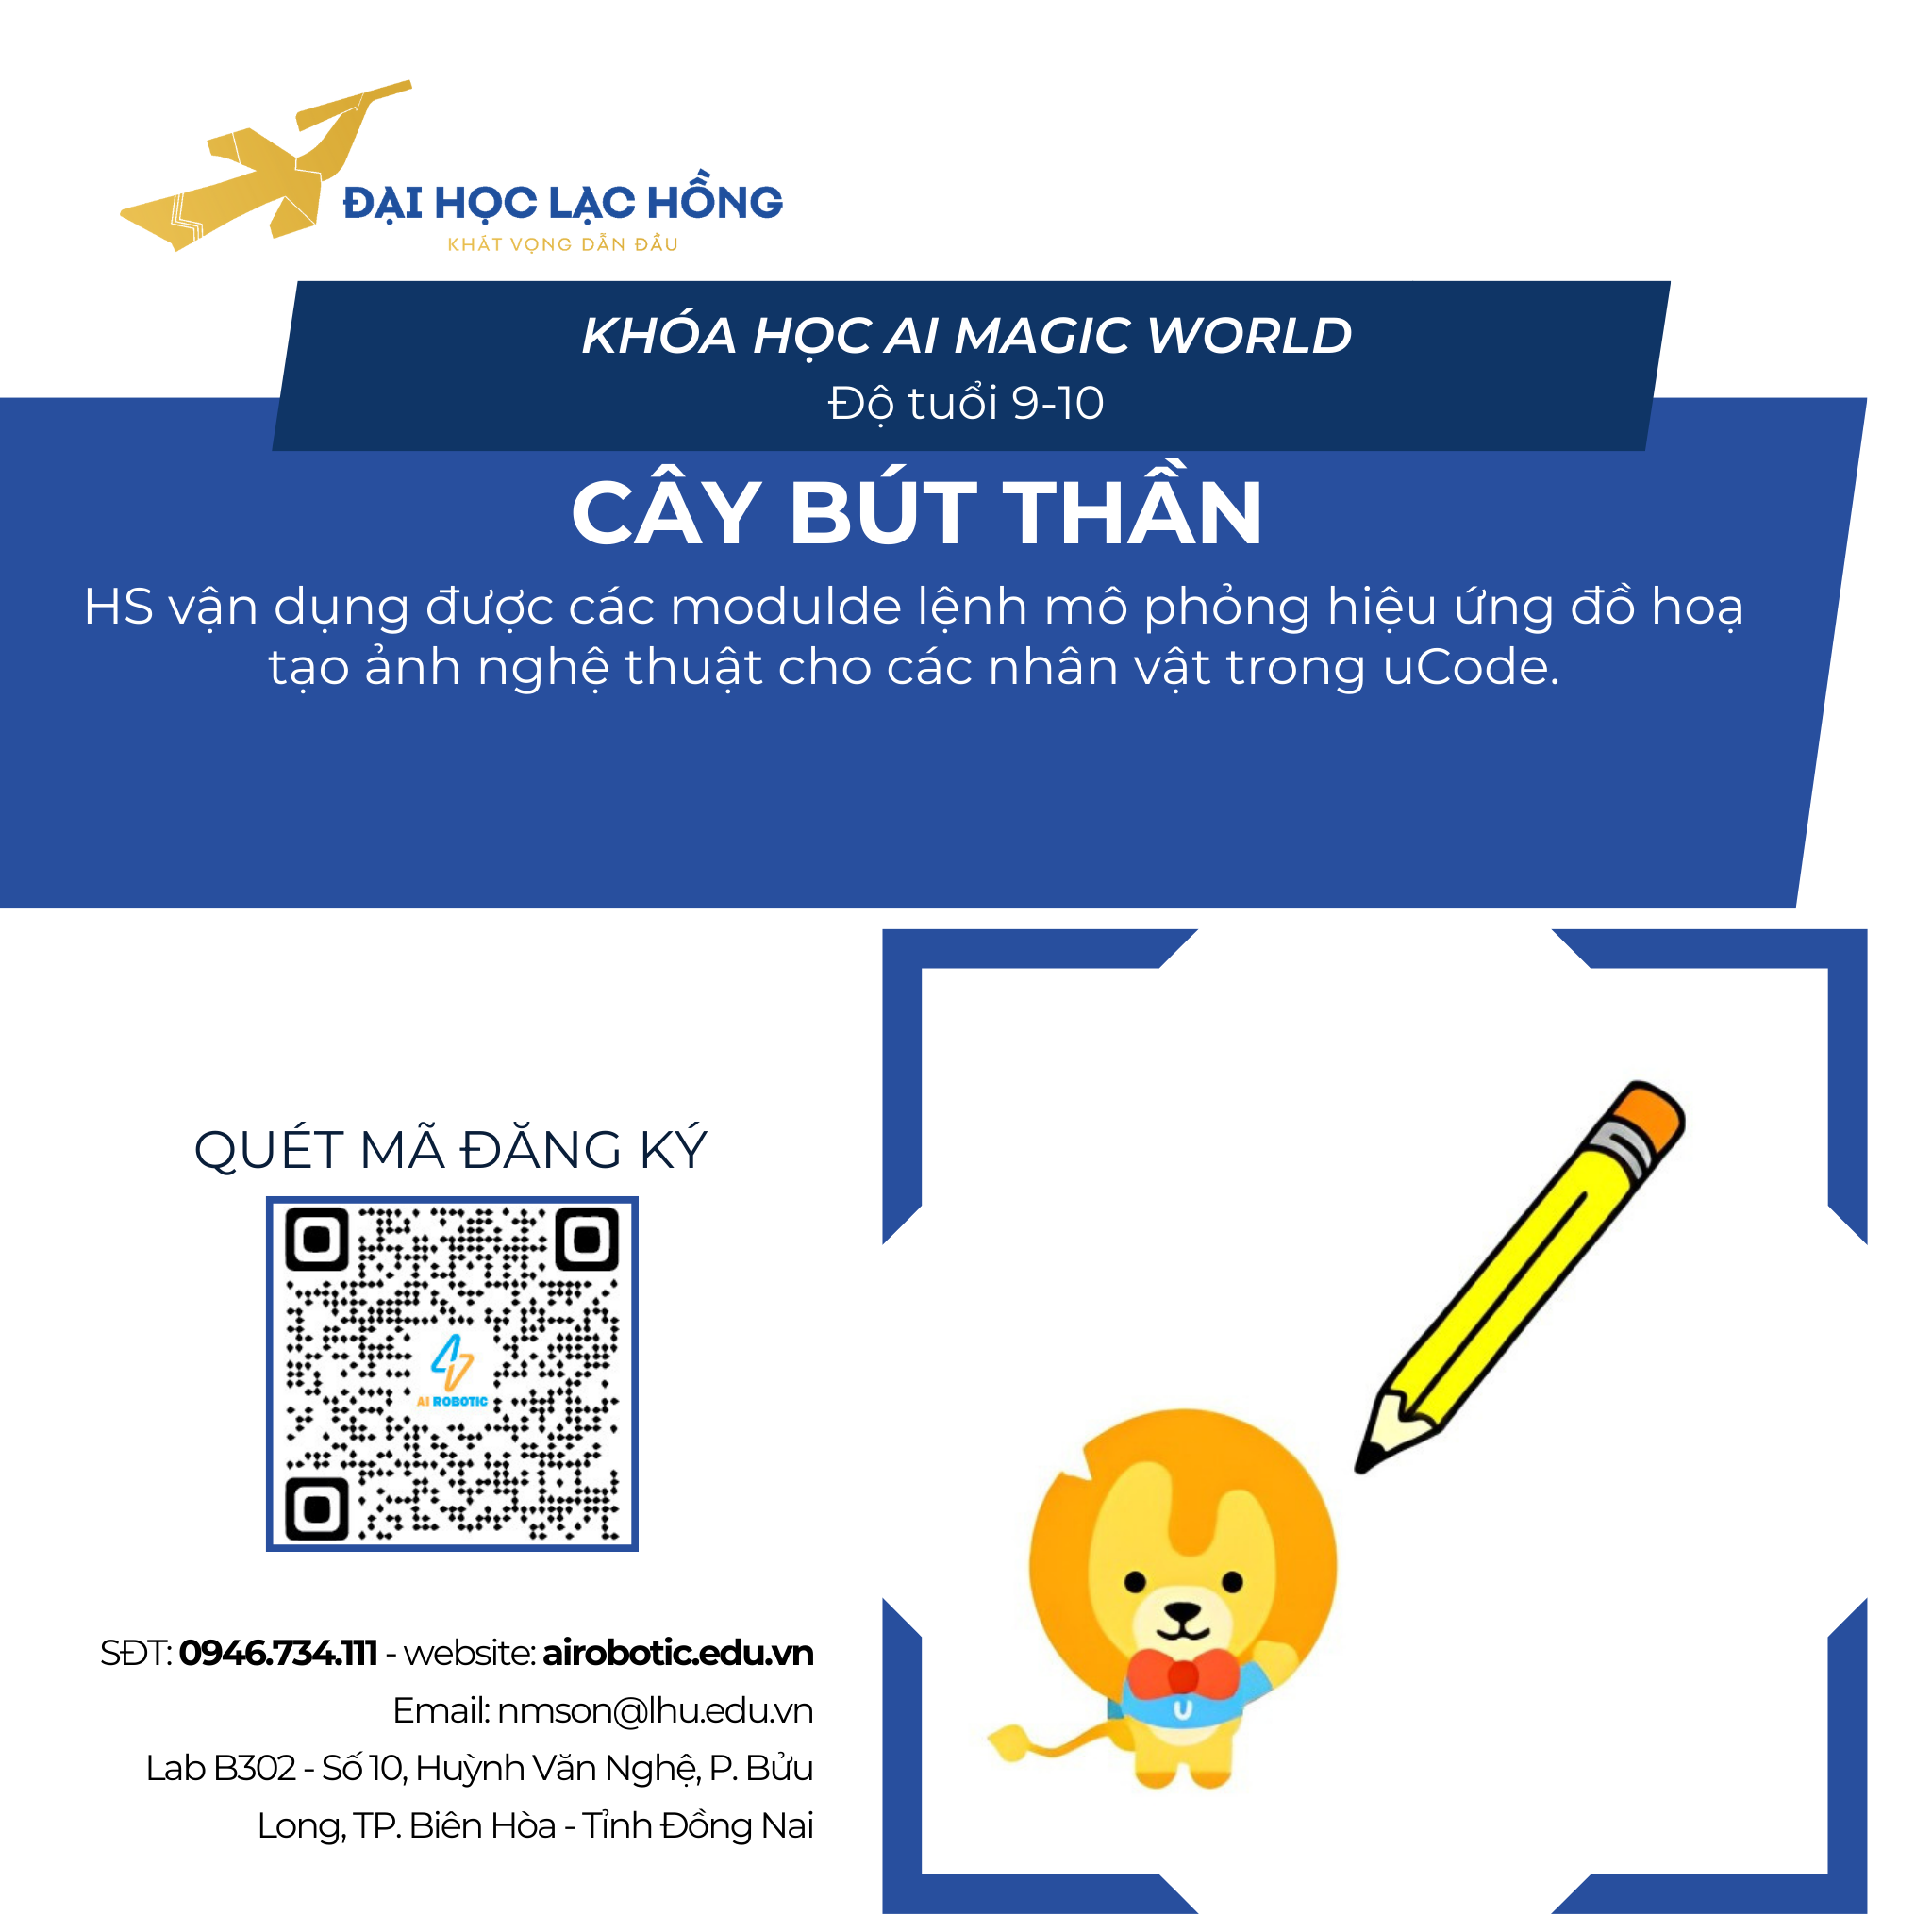 ĐẠI HỌC LẠC HỒNG
KHÁT VỌNG DẪN ĐẦU
KHÓA HỌC AI MAGIC WORLD
Độ tuổi 9-10
CÂY BÚT THẦN
HS vận dụng được các modulde lệnh mô phỏng hiệu ứng đồ hoạ
tạo ảnh nghệ thuật cho các nhân vật trong uCode.
QUÉT MÃ ĐĂNG KÝ
AI ROBOTIC
SĐT: 0946.734.111 - website: airobotic.edu.vn
Email: nmson@lhu.edu.vn
Lab B302 - Số 10, Huỳnh Văn Nghệ, P. Bửu
Long, TP. Biên Hòa - Tỉnh Đồng Nai
U